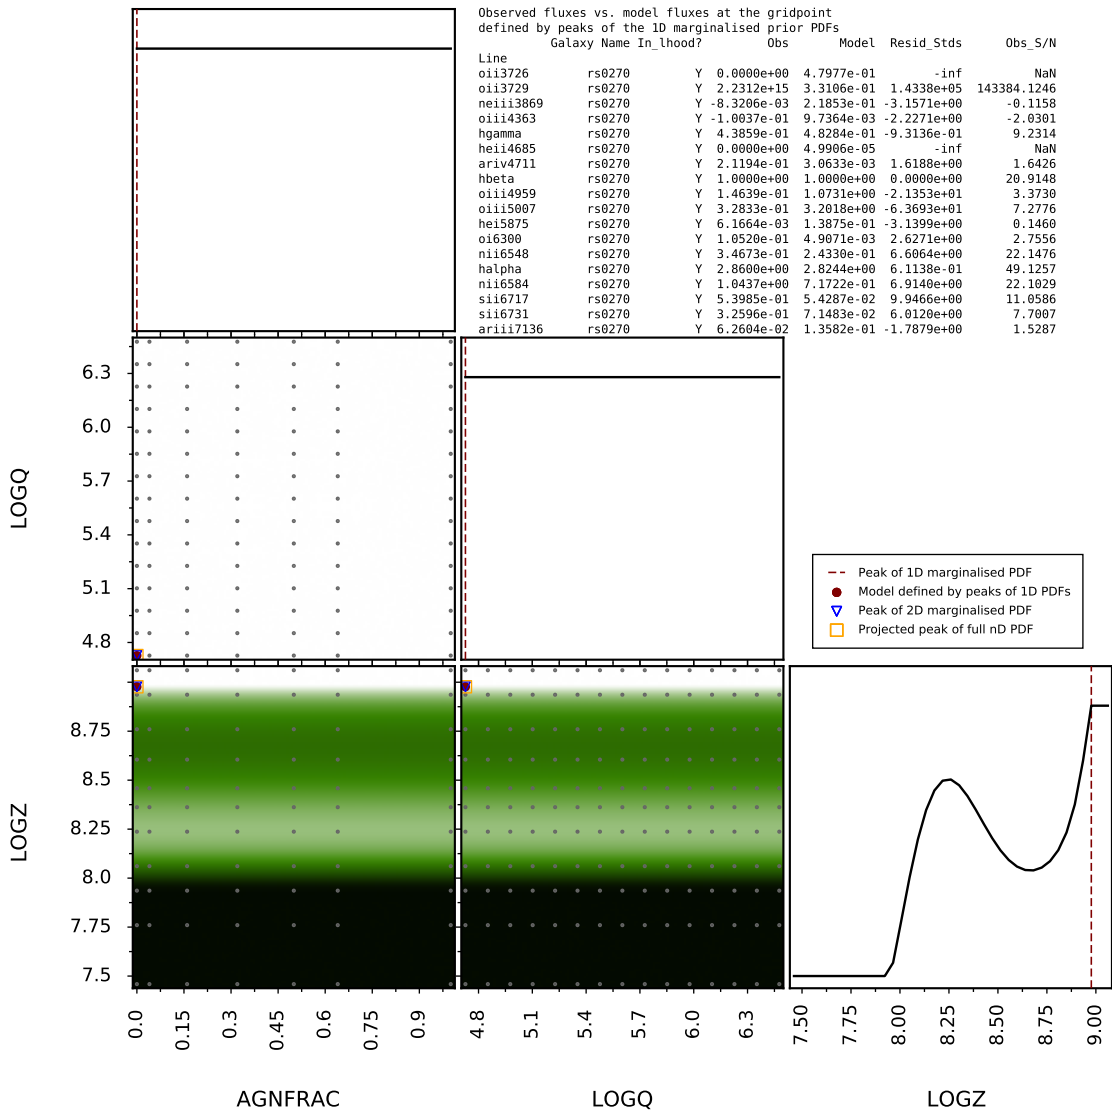 Observed fluxes vs. model fluxes at the gridpoint
defined by peaks of the 1D marginalised prior PDFs
Galaxy Name In_lhood? Obs Model Resid_Stds Obs_S/N
Line
oii3726 rs0270 Y 0.0000e+00 4.7977e-01 -inf NaN
oii3729 rs0270 Y 2.2312e+15 3.3106e-01 1.4338e+05 143384.1246
neiii3869 rs0270 Y -8.3206e-03 2.1853e-01 -3.1571e+00 -0.1158
oiii4363 rs0270 Y -1.0037e-01 9.7364e-03 -2.2271e+00 -2.0301
hgamma rs0270 Y 4.3859e-01 4.8284e-01 -9.3136e-01 9.2314
heii4685 rs0270 Y 0.0000e+00 4.9906e-05 -inf NaN
ariv4711 rs0270 Y 2.1194e-01 3.0633e-03 1.6188e+00 1.6426
hbeta rs0270 Y 1.0000e+00 1.0000e+00 0.0000e+00 20.9148
oiii4959 rs0270 Y 1.4639e-01 1.0731e+00 -2.1353e+01 3.3730
oiii5007 rs0270 Y 3.2833e-01 3.2018e+00 -6.3693e+01 7.2776
hei5875 rs0270 Y 6.1664e-03 1.3875e-01 -3.1399e+00 0.1460
oi6300 rs0270 Y 1.0520e-01 4.9071e-03 2.6271e+00 2.7556
nii6548 rs0270 Y 3.4673e-01 2.4330e-01 6.6064e+00 22.1476
halpha rs0270 Y 2.8600e+00 2.8244e+00 6.1138e-01 49.1257
nii6584 rs0270 Y 1.0437e+00 7.1722e-01 6.9140e+00 22.1029
sii6717 rs0270 Y 5.3985e-01 5.4287e-02 9.9466e+00 11.0586
sii6731 rs0270 Y 3.2596e-01 7.1483e-02 6.0120e+00 7.7007
ariii7136 rs0270 Y 6.2604e-02 1.3582e-01 -1.7879e+00 1.5287
6.3
6.0
5.7
5.4
5.1
4.8
LOGQ
Peak of 1D marginalised PDF
Model defined by peaks of 1D PDFs
Peak of 2D marginalised PDF
Projected peak of full nD PDF
8.75
8.5
8.25
8.0
7.75
7.5
LOGZ
0.0 0.15 0.3 0.45 0.6 0.75 0.9
4.8 5.1 5.4 5.7 6.0 6.3
7.50 7.75 8.00 8.25 8.50 8.75 9.00
AGNFRAC LOGQ LOGZ